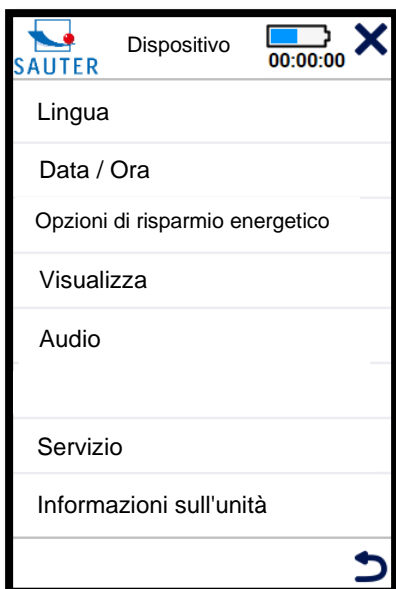 SAUTER
Dispositivo
00:00:00
Lingua
Data / Ora
Opzioni di risparmio energetico
Visualizza
Audio
Servizio
Informazioni sull'unità